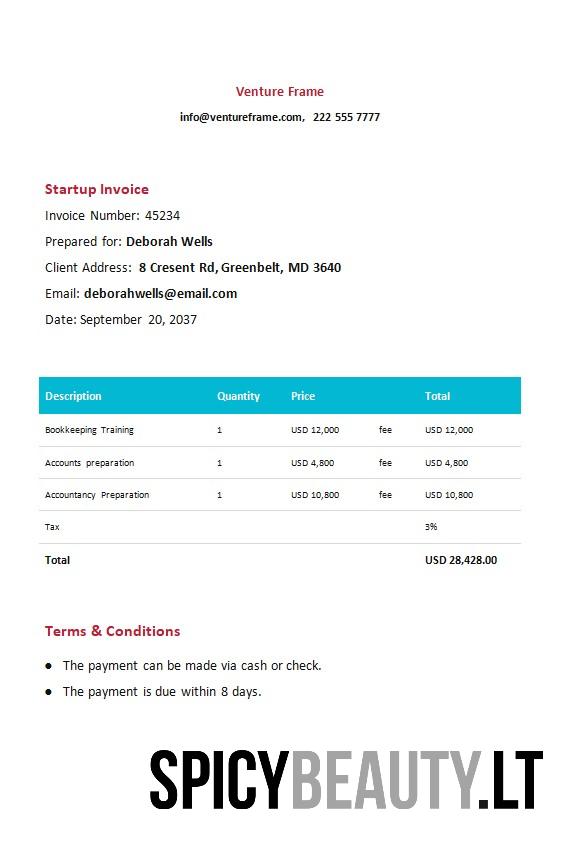 Venture Frame
info@ventureframe.com, 222 555 7777
Startup Invoice
Invoice Number: 45234
Prepared for: Deborah Wells
Client Address: 8 Cresent Rd, Greenbelt, MD 3640
Email: deborahwells@email.com
Date: September 20, 2037
Description Quantity Price Total
Bookkeeping Training 1 USD 12,000 fee USD 12,000
Accounts preparation 1 USD 4,800 fee USD 4,800
Accountancy Preparation 1 USD 10,800 fee USD 10,800
Tax 3%
Total USD 28,428.00
Terms & Conditions
● The payment can be made via cash or check.
● The payment is due within 8 days.
SPICYBEAUTY.LT